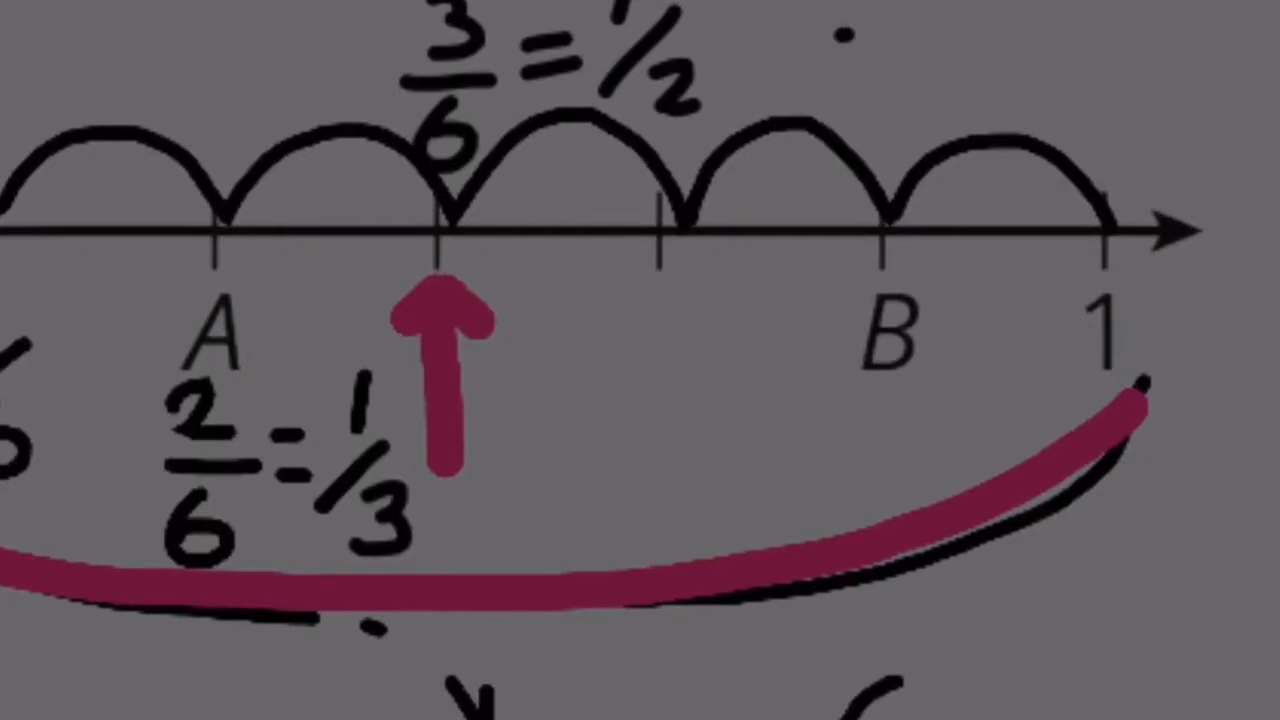 3/6 = 1/2
A B 1
2/6 = 1/3